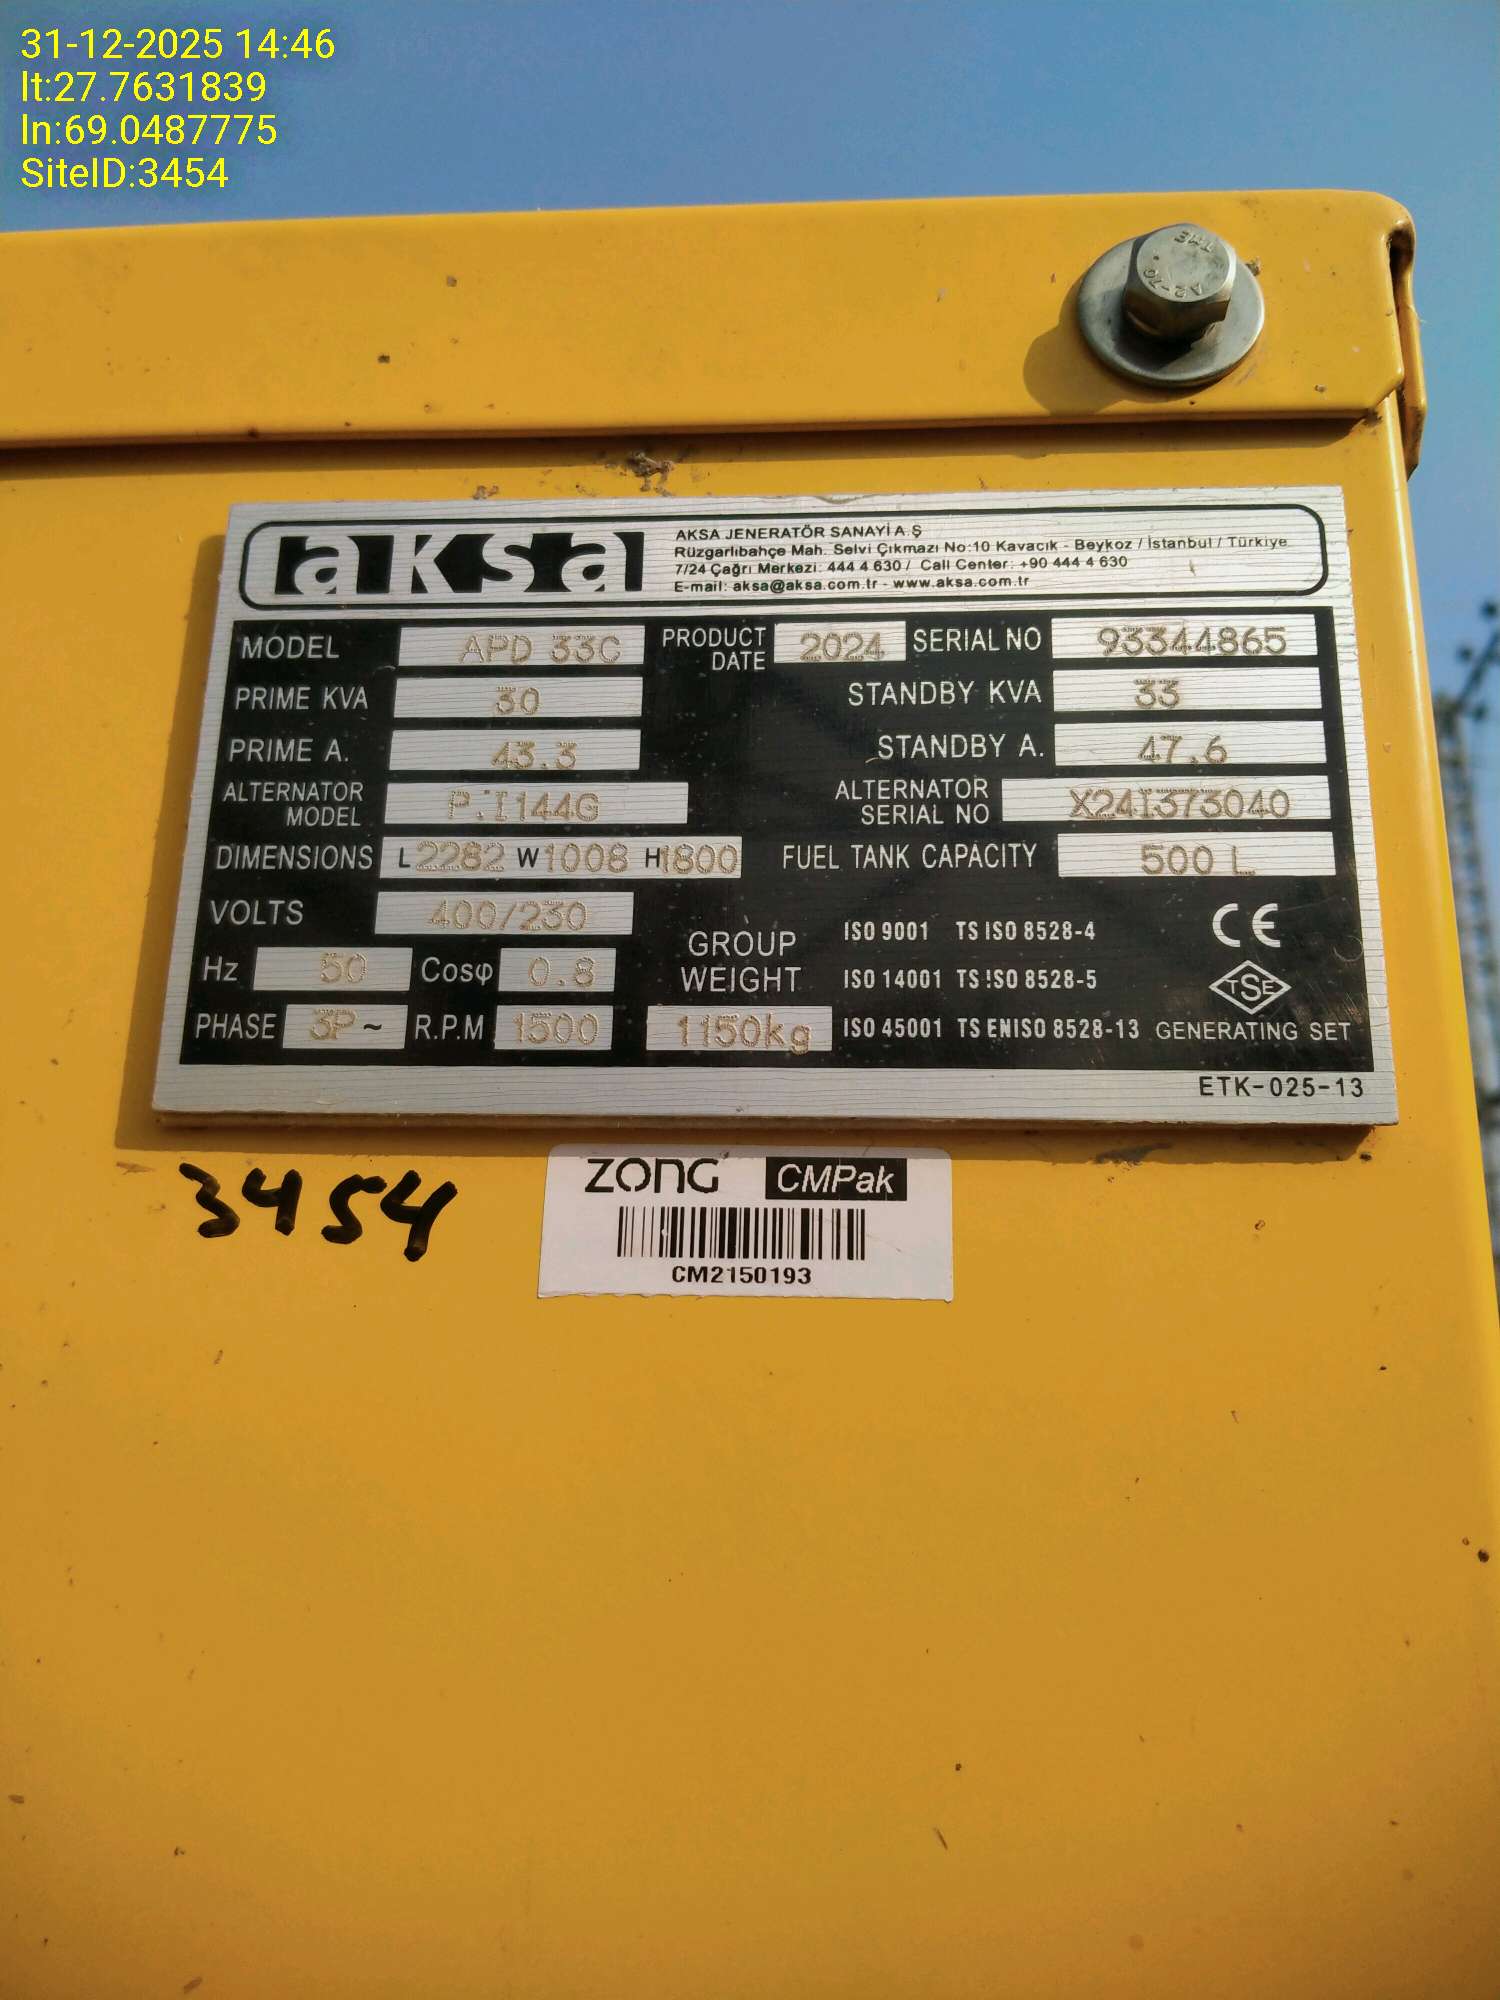 31-12-2025 14:46
lt:27.7631839
ln:69.0487775
SiteID:3454
A2-70
aksa
AKSA JENERATÖR SANAYİ A.Ş
Rüzgarlıbahçe Mah. Selvi Çıkmazı No:10 Kavacık - Beykoz / İstanbul / Türkiye
7/24 Çağrı Merkezi: 444 4 630 / Call Center: +90 444 4 630
E-mail: aksa@aksa.com.tr - www.aksa.com.tr
MODEL APD 33C PRODUCT DATE 2024 SERIAL NO 93344865
PRIME KVA 30 STANDBY KVA 33
PRIME A. 43.3 STANDBY A. 47.6
ALTERNATOR MODEL P.I144G ALTERNATOR SERIAL NO X24I373040
DIMENSIONS L2282 W1008 H1800 FUEL TANK CAPACITY 500 L
VOLTS 400/230
Hz 50 Cosφ 0.8
PHASE 3P~ R.P.M 1500
GROUP WEIGHT 1150kg
ISO 9001 TS ISO 8528-4
ISO 14001 TS ISO 8528-5
ISO 45001 TS EN ISO 8528-13
CE
TSE
GENERATING SET
ETK-025-13
3454
ZONG CMPak
CM2150193